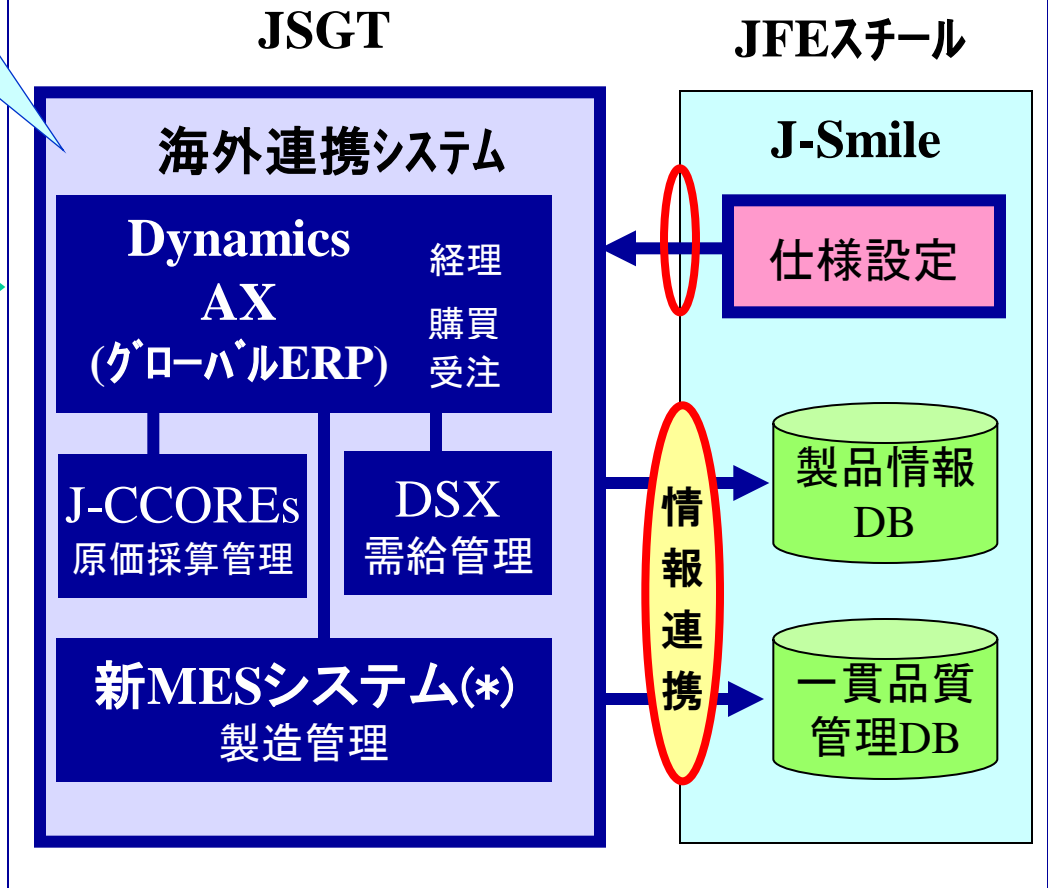 JSGT
JFEスチール
海外連携システム
J-Smile
Dynamics
AX
(グローバルERP)
経理
購買
受注
仕様設定
J-CCOREs
原価採算管理
DSX
需給管理
情報連携
製品情報
DB
新MESシステム(*)
製造管理
一貫品質
管理DB